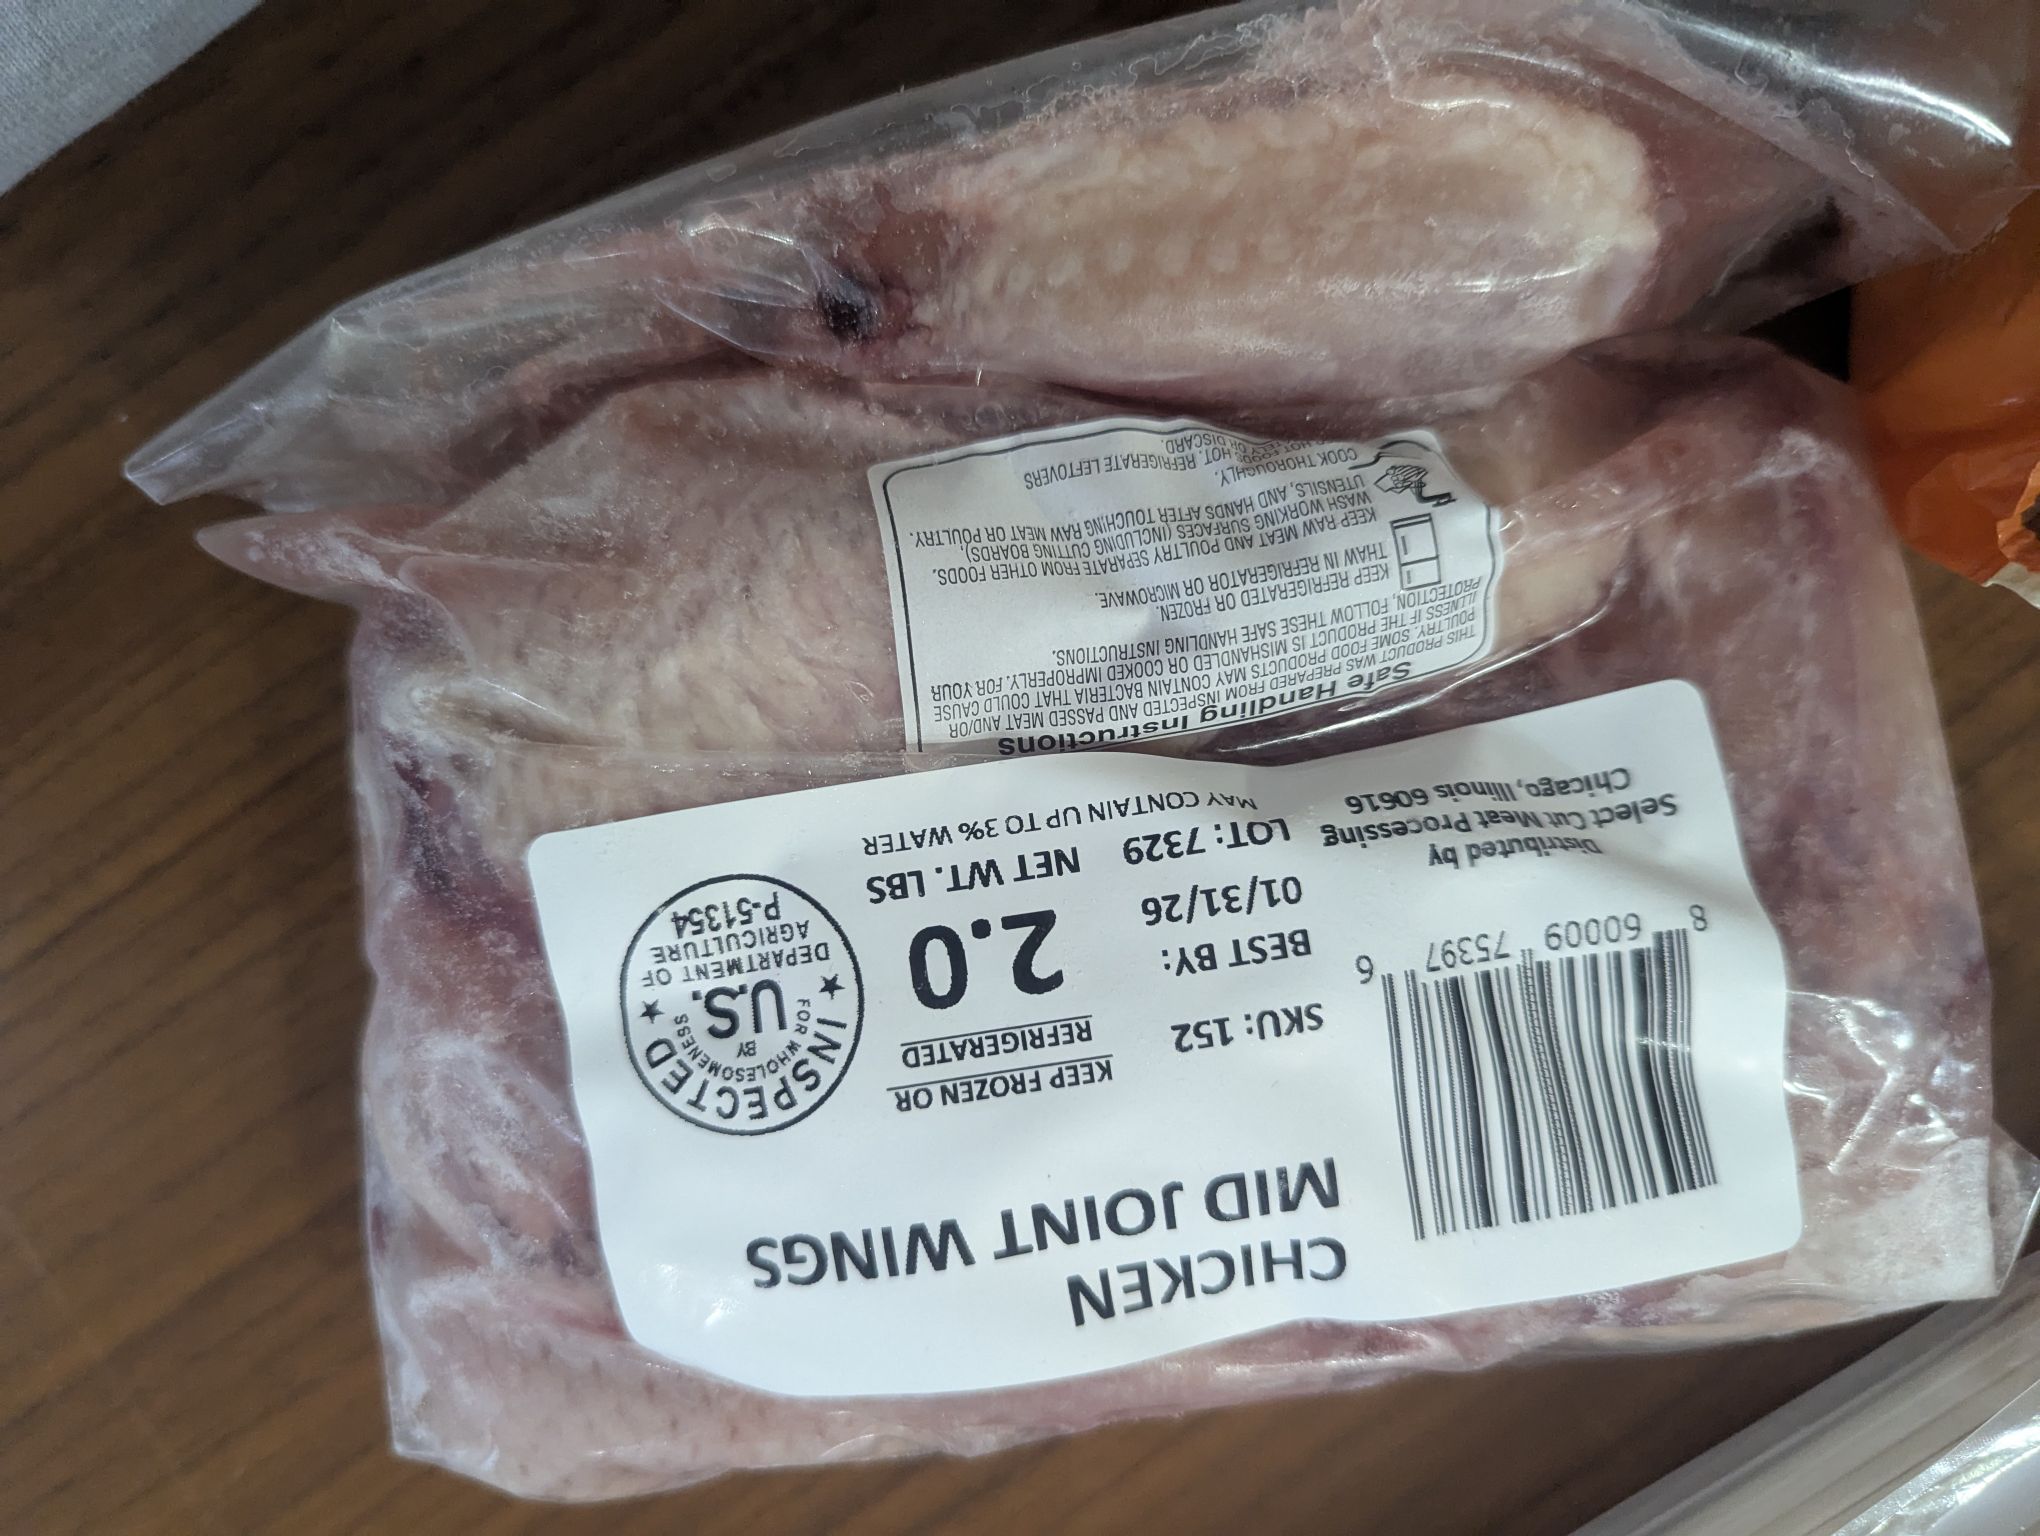 CHICKEN
MID JOINT WINGS
8 60009 75397 6
SKU: 152
BEST BY:
01/31/26
LOT: 7329
KEEP FROZEN OR
REFRIGERATED
2.0
NET WT. LBS
MAY CONTAIN UP TO 3% WATER
INSPECTED
FOR WHOLESOMENESS
BY
U.S.
DEPARTMENT OF
AGRICULTURE
P-51354
Distributed by
Select Cut Meat Processing
Chicago, Illinois 60616
Safe Handling Instructions
THIS PRODUCT WAS PREPARED FROM INSPECTED AND PASSED MEAT AND/OR
POULTRY. SOME FOOD PRODUCTS MAY CONTAIN BACTERIA THAT COULD CAUSE
ILLNESS IF THE PRODUCT IS MISHANDLED OR COOKED IMPROPERLY. FOR YOUR
PROTECTION, FOLLOW THESE SAFE HANDLING INSTRUCTIONS.
KEEP REFRIGERATED OR FROZEN.
THAW IN REFRIGERATOR OR MICROWAVE.
KEEP RAW MEAT AND POULTRY SEPARATE FROM OTHER FOODS.
WASH WORKING SURFACES (INCLUDING CUTTING BOARDS),
UTENSILS, AND HANDS AFTER TOUCHING RAW MEAT OR POULTRY.
COOK THOROUGHLY.
HOT FOODS HOT. REFRIGERATE LEFTOVERS
OR DISCARD.